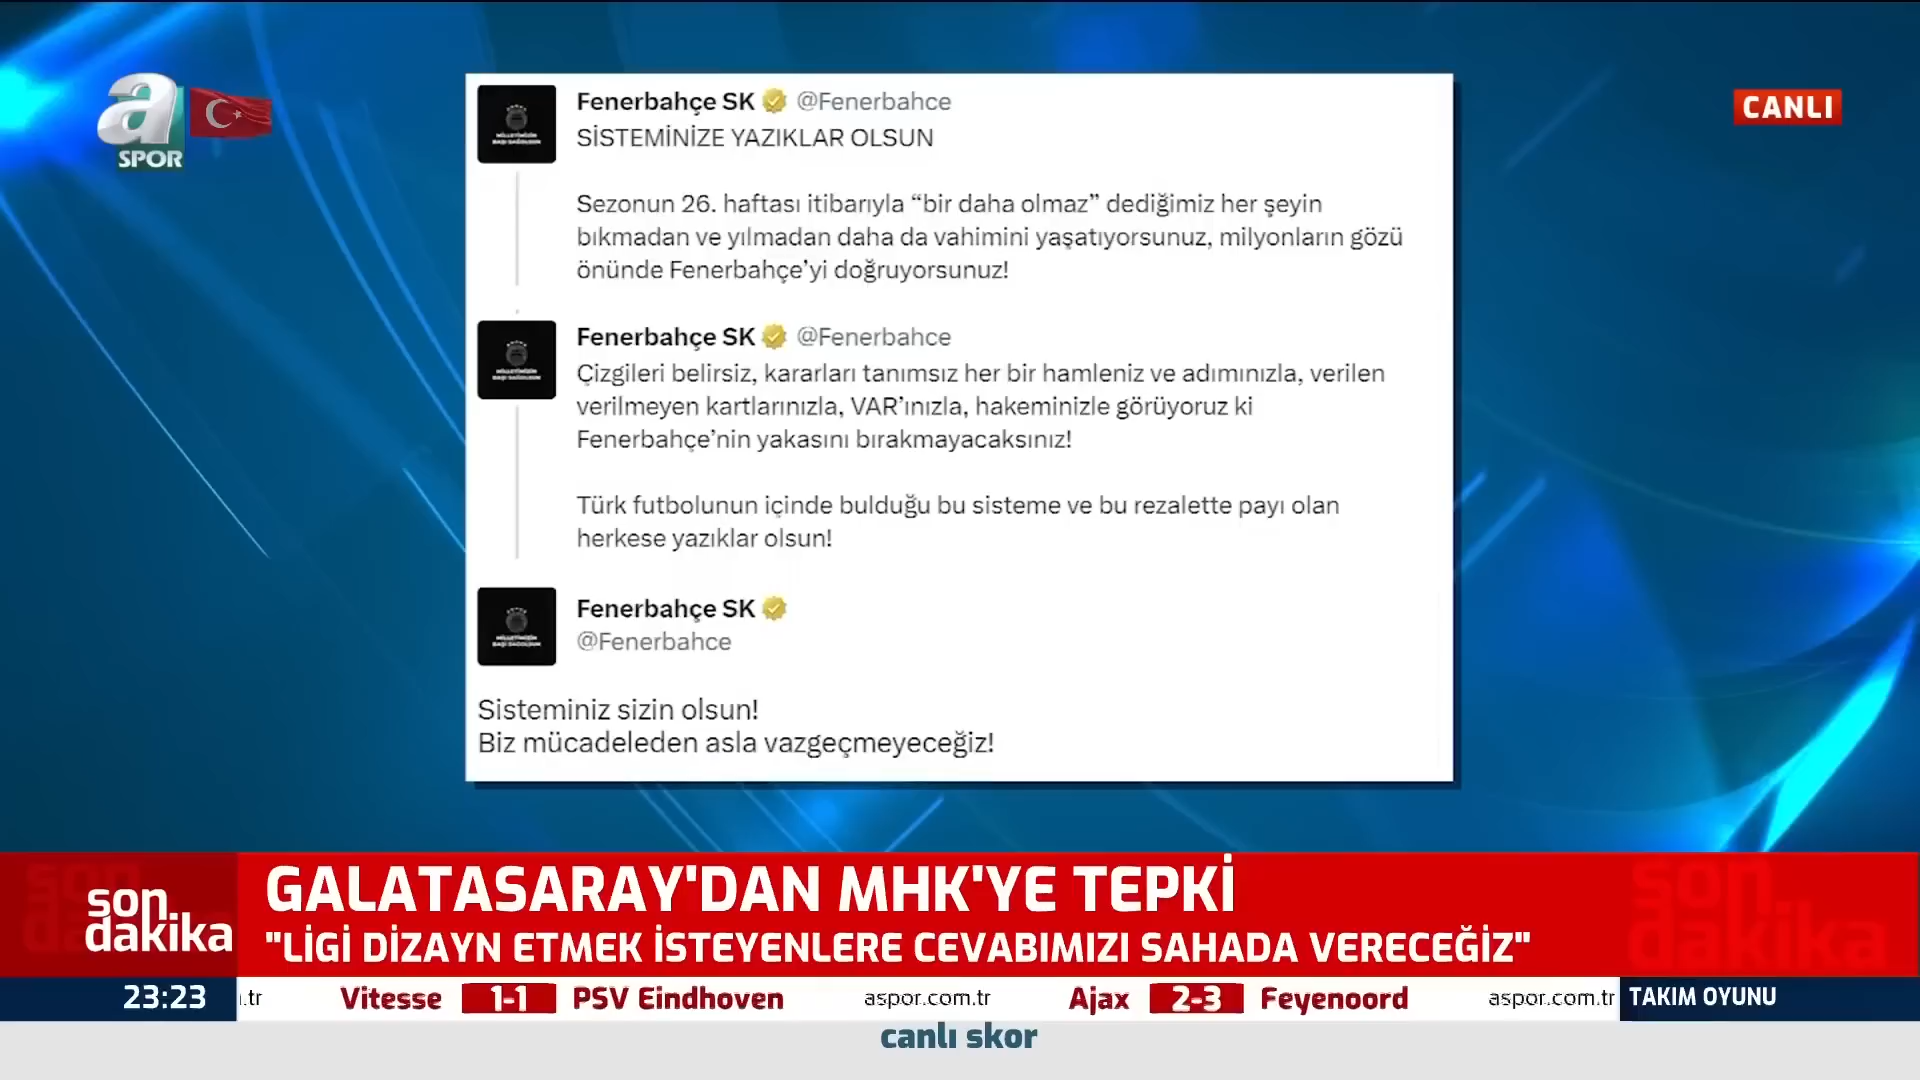 a
SPOR
CANLI
Fenerbahçe SK @Fenerbahce
SİSTEMİNİZE YAZIKLAR OLSUN
Sezonun 26. haftası itibarıyla “bir daha olmaz” dediğimiz her şeyin
bıkmadan ve yılmadan daha da vahimini yaşatıyorsunuz, milyonların gözü
önünde Fenerbahçe’yi doğruyorsunuz!
Fenerbahçe SK @Fenerbahce
Çizgileri belirsiz, kararları tanımsız her bir hamleniz ve adımınızla, verilen
verilmeyen kartlarınızla, VAR’ınızla, hakeminizle görüyoruz ki
Fenerbahçe’nin yakasını bırakmayacaksınız!
Türk futbolunun içinde bulduğu bu sisteme ve bu rezalette payı olan
herkese yazıklar olsun!
Fenerbahçe SK
@Fenerbahce
Sisteminiz sizin olsun!
Biz mücadeleden asla vazgeçmeyeceğiz!
son
dakika
GALATASARAY'DAN MHK'YE TEPKİ
"LİGİ DİZAYN ETMEK İSTEYENLERE CEVABIMIZI SAHADA VERECEĞİZ"
son
dakika
23:23 .tr Vitesse 1-1 PSV Eindhoven aspor.com.tr Ajax 2-3 Feyenoord aspor.com.tr TAKIM OYUNU
canlı skor